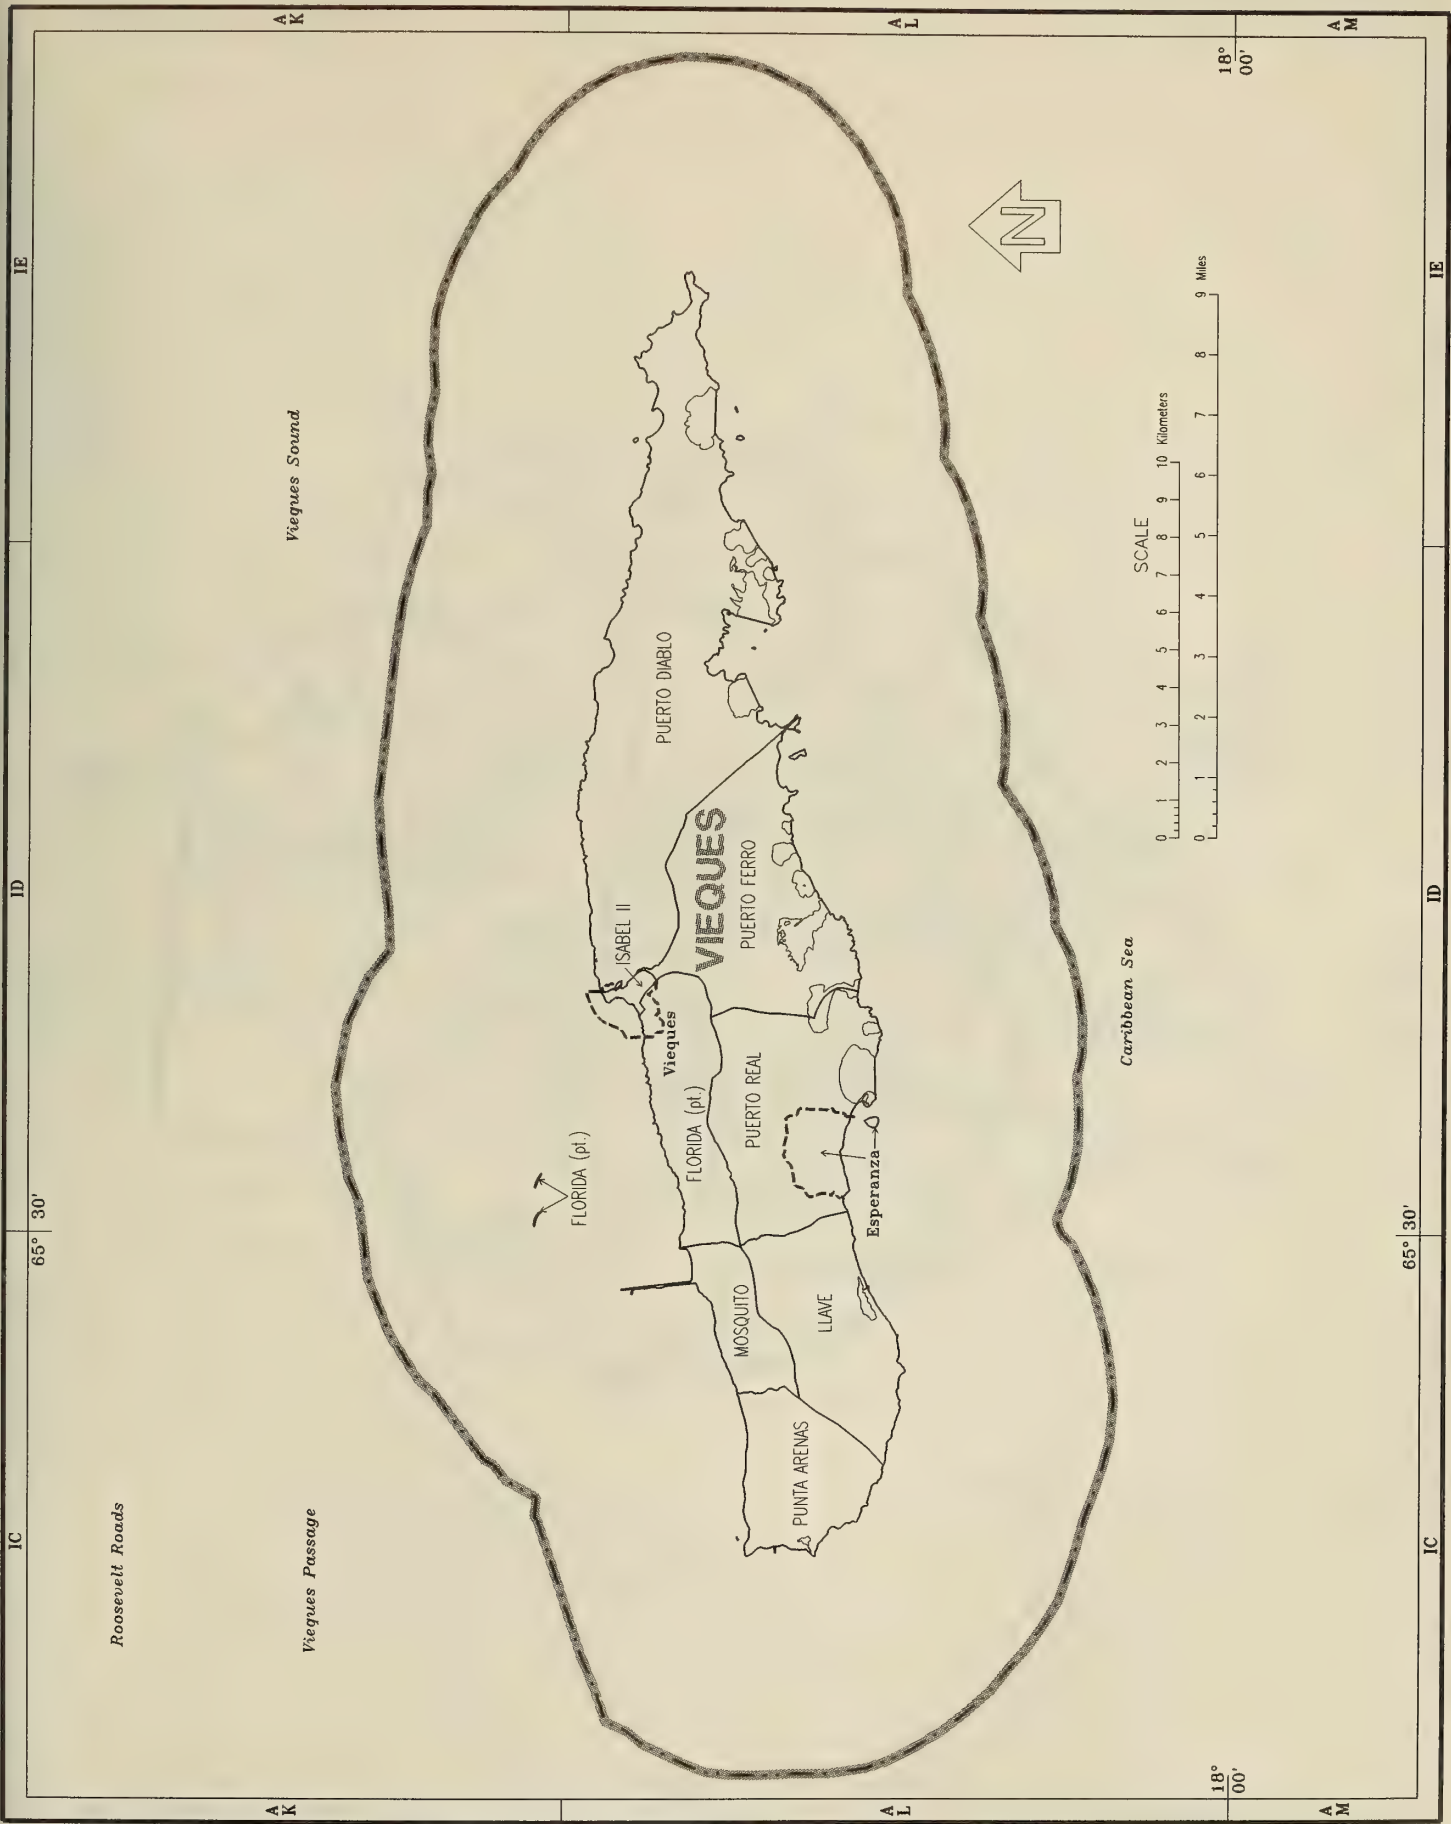 IC
ID
IE
65° 30'
A
K
A
K
Roosevelt Roads
Vieques Passage
Vieques Sound
FLORIDA (pt.)
ISABEL II
Vieques
PUERTO DIABLO
FLORIDA (pt.)
VIEQUES
MOSQUITO
PUERTO REAL
PUERTO FERRO
PUNTA ARENAS
LLAVE
Esperanza
A
L
A
L
N
Caribbean Sea
SCALE
0 1 2 3 4 5 6 7 8 9 10 Kilometers
0 1 2 3 4 5 6 7 8 9 Miles
18°
00'
18°
00'
A
M
A
M
65° 30'
IC
ID
IE